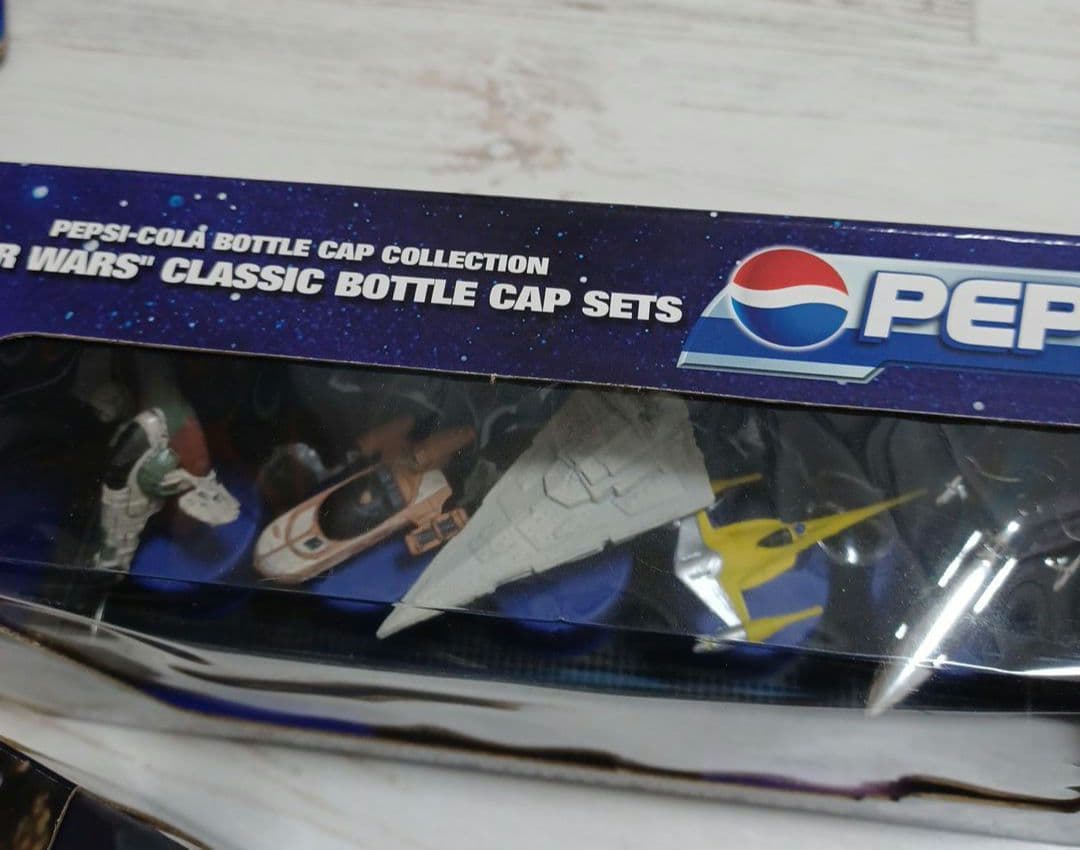 PEPSI-COLA BOTTLE CAP COLLECTION
R WARS" CLASSIC BOTTLE CAP SETS
PEP